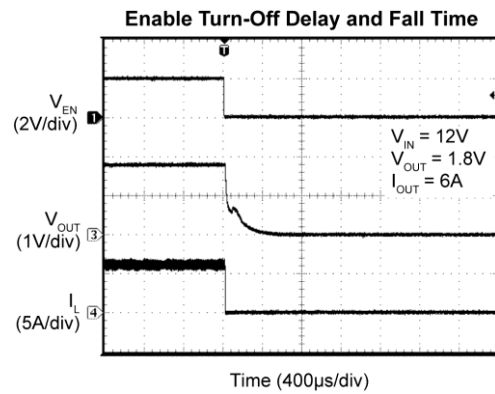 Enable Turn-Off Delay and Fall Time
T
V_EN
(2V/div)
1
V_IN = 12V
V_OUT = 1.8V
I_OUT = 6A
V_OUT
(1V/div)
3
I_L
(5A/div)
4
Time (400μs/div)